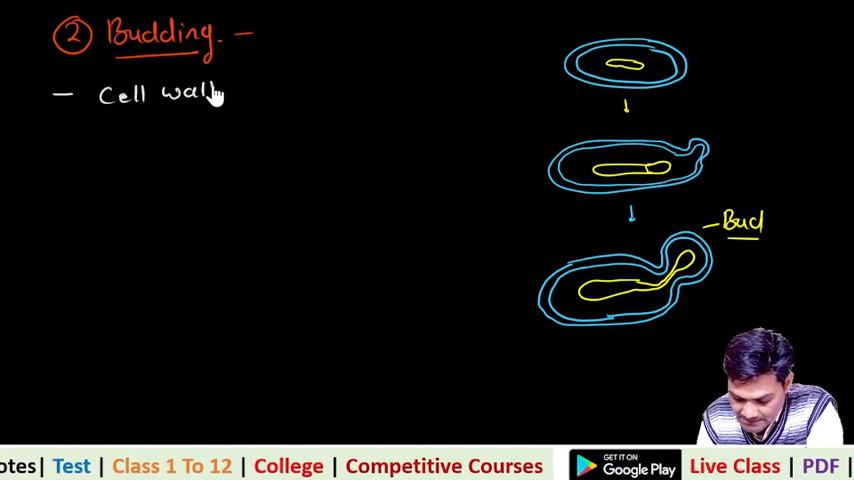 ② Budding. –
– Cell wall
– Bud
otes| Test | Class 1 To 12 | College | Competitive Courses GET IT ON Google Play Live Class | PDF |